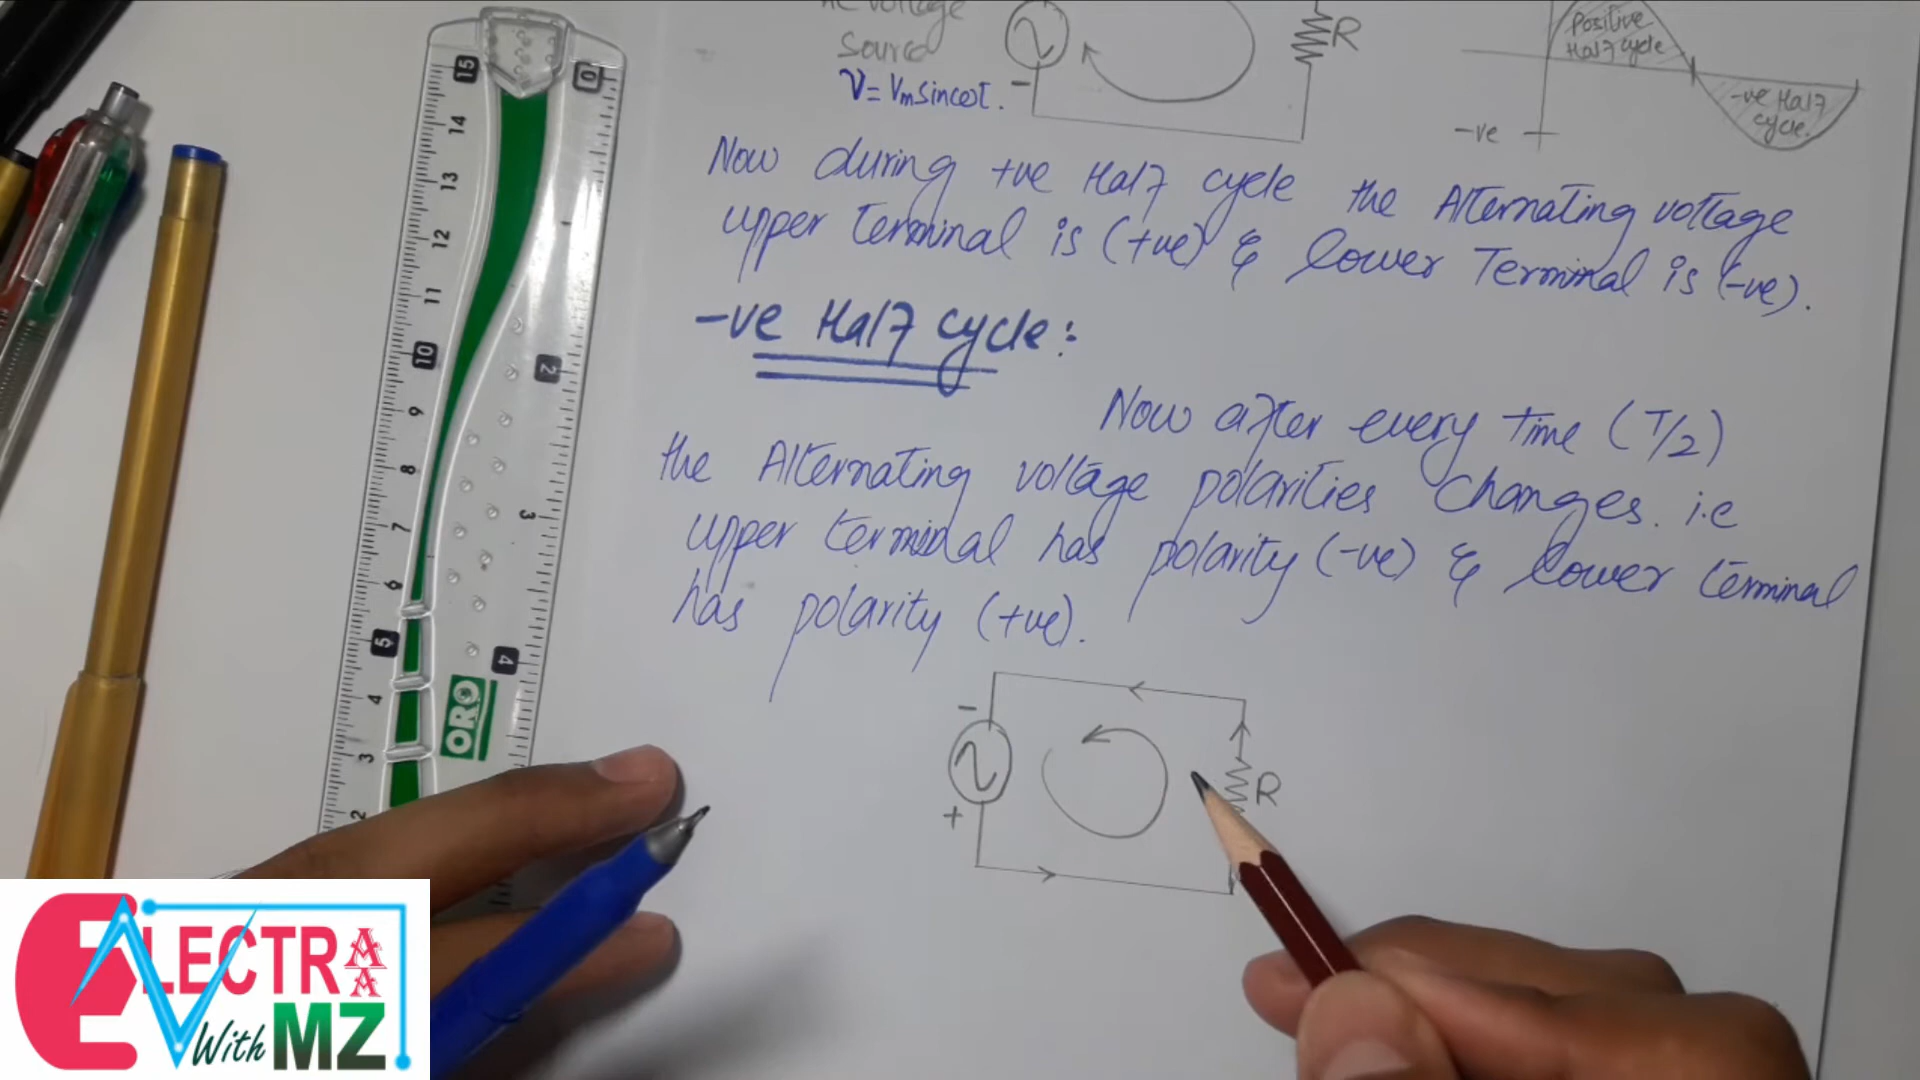 voltage
Source
V = Vm sinωt.
+
-
R
Positive
Half cycle
-ve Half
cycle.
-ve
Now during +ve Half cycle the Alternating voltage
upper terminal is (+ve) & lower Terminal is (-ve).
-ve Half cycle:
Now after every time (T/2)
the Alternating voltage polarities changes. i.e
upper terminal has polarity (-ve) & lower terminal
has polarity (+ve).
-
+
R
15
14
13
12
11
10
9
8
7
6
5
4
3
2
0
1
2
3
4
ORO
ELECTRA
MAA
With MZ